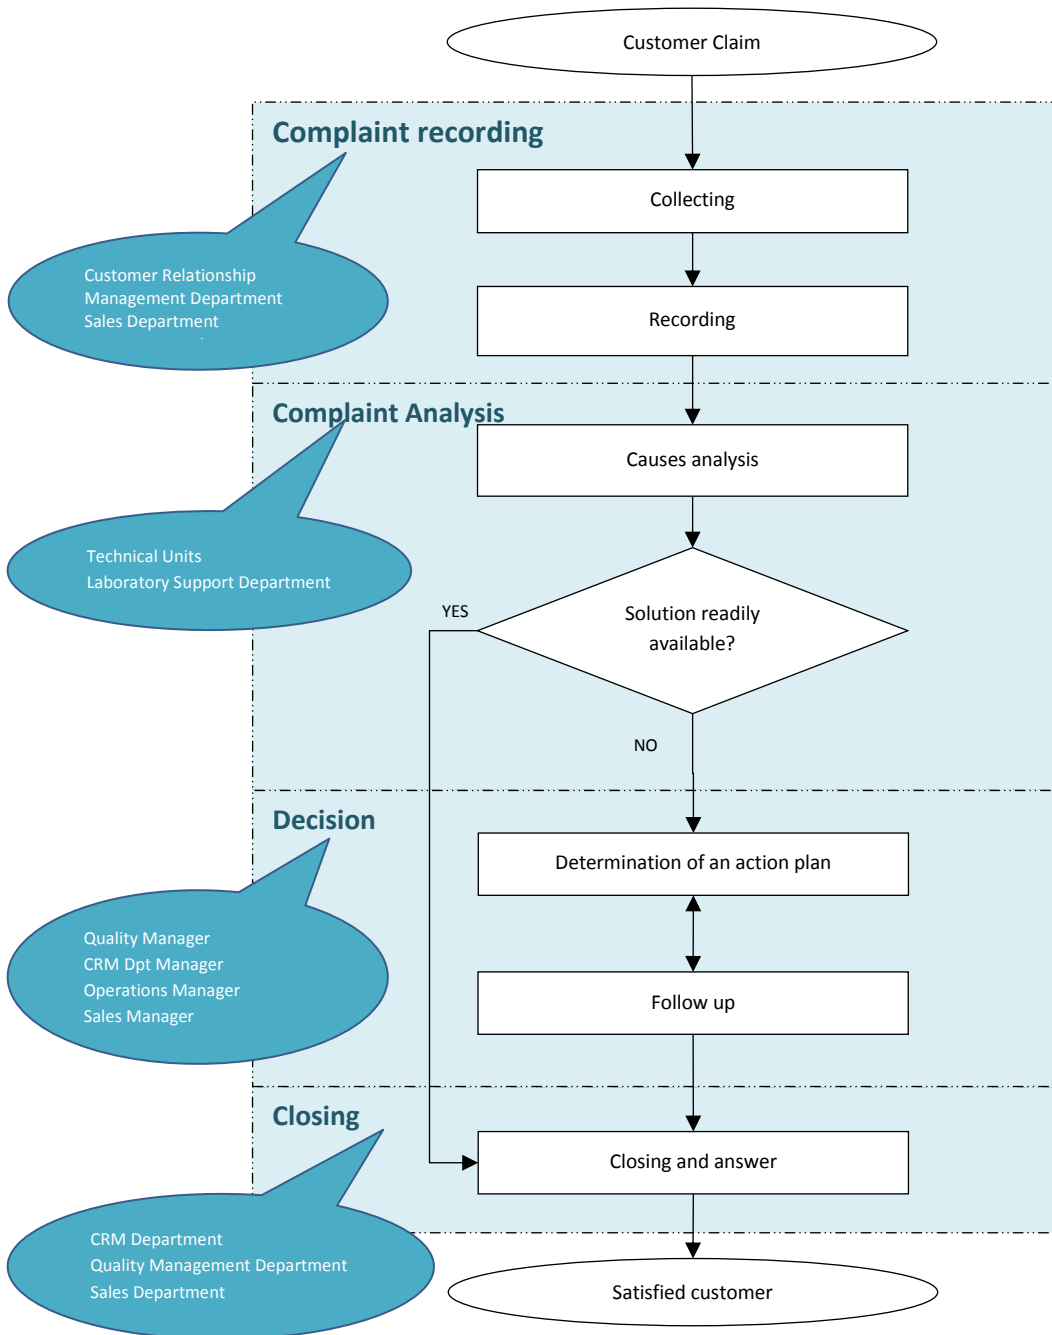 Customer Claim
Complaint recording
Collecting
Customer Relationship
Management Department
Sales Department
Recording
Complaint Analysis
Causes analysis
Technical Units
Laboratory Support Department
YES
Solution readily
available?
NO
Decision
Determination of an action plan
Quality Manager
CRM Dpt Manager
Operations Manager
Sales Manager
Follow up
Closing
Closing and answer
CRM Department
Quality Management Department
Sales Department
Satisfied customer